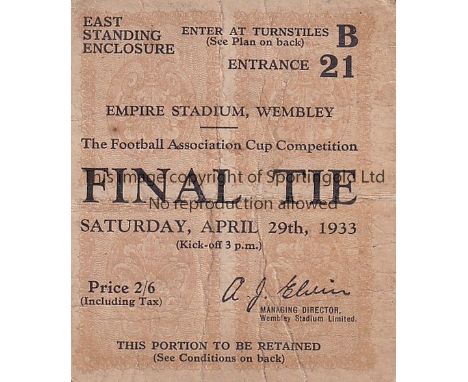 EAST
STANDING
ENCLOSURE
ENTER AT TURNSTILES B
(See Plan on back)
ENTRANCE 21
EMPIRE STADIUM, WEMBLEY
The Football Association Cup Competition
This image copyright of Sportingold Ltd
FINAL TIE
No reproduction allowed
SATURDAY, APRIL 29th, 1933
(Kick-off 3 p.m.)
Price 2/6
(Including Tax)
A. J. Elvin
MANAGING DIRECTOR,
Wembley Stadium Limited.
THIS PORTION TO BE RETAINED
(See Conditions on back)